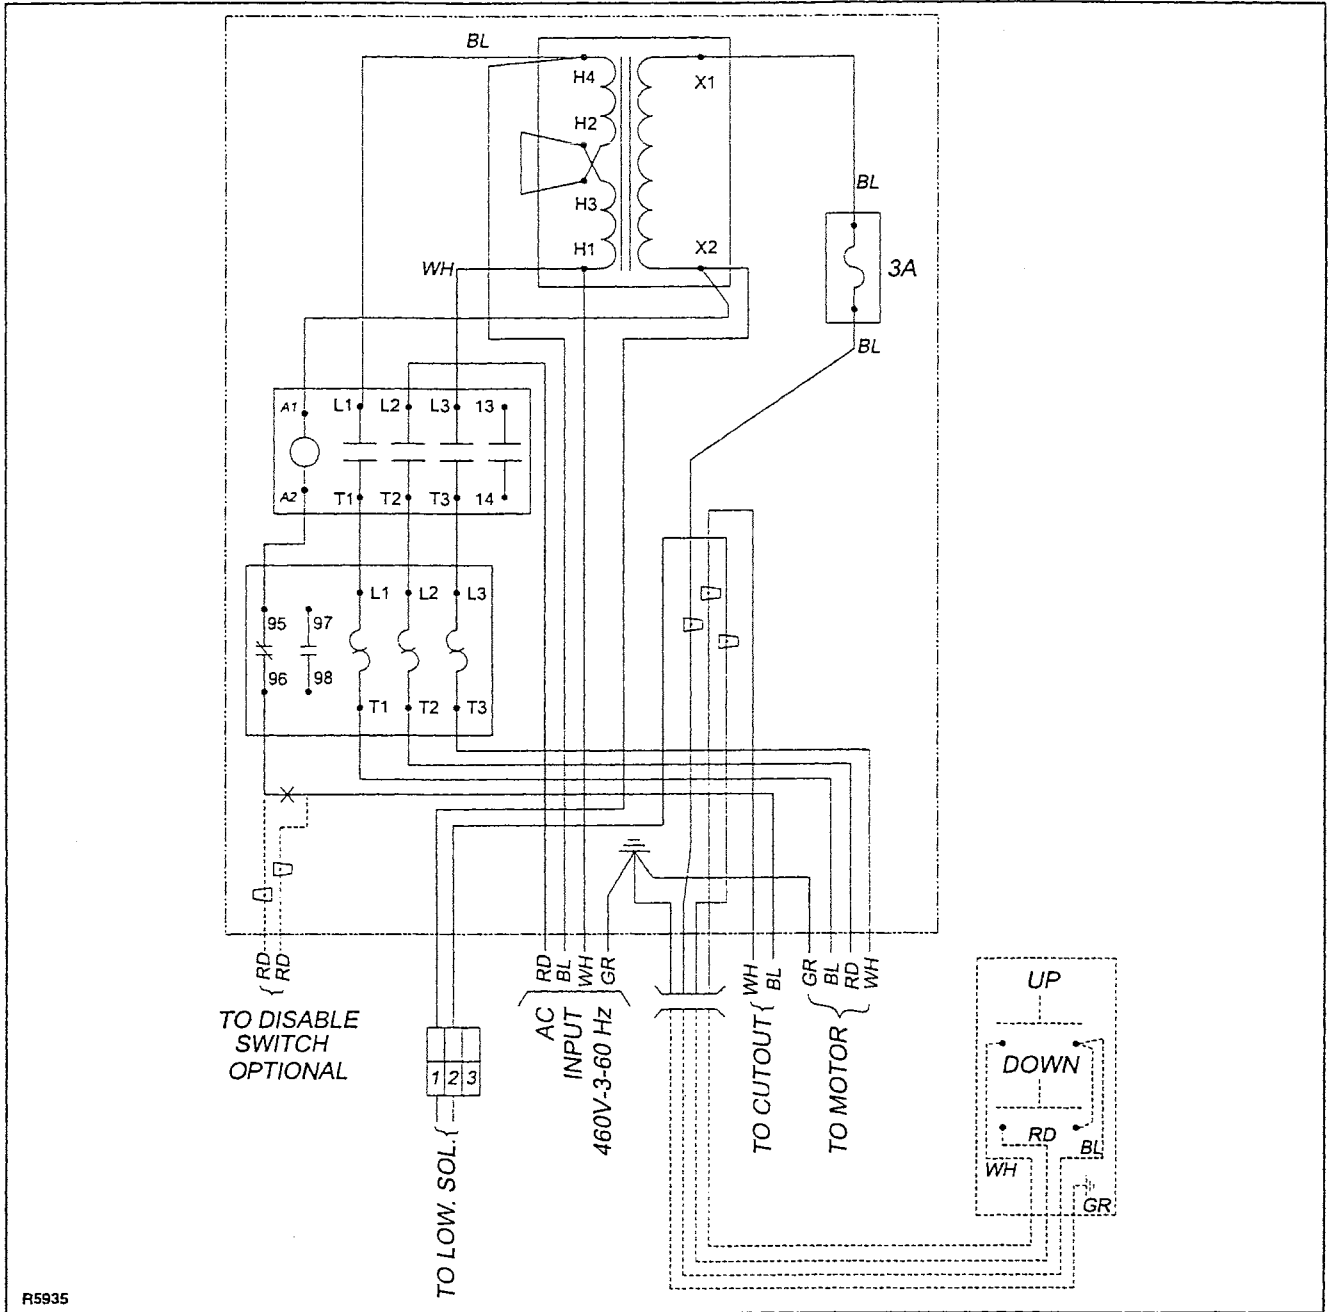 BL
H4
X1
H2
BL
H3
H1
X2
WH
3A
BL
A1 L1 L2 L3 13
A2 T1 T2 T3 14
L1 L2 L3
95 97
96 98
T1 T2 T3
RD
RD
TO DISABLE
SWITCH
OPTIONAL
1 2 3
TO LOW. SOL.
RD
BL
WH
GR
AC
INPUT
460V-3-60 Hz
WH
BL
TO CUTOUT
GR
BL
RD
WH
TO MOTOR
UP
DOWN
RD
BL
WH
GR
R5935